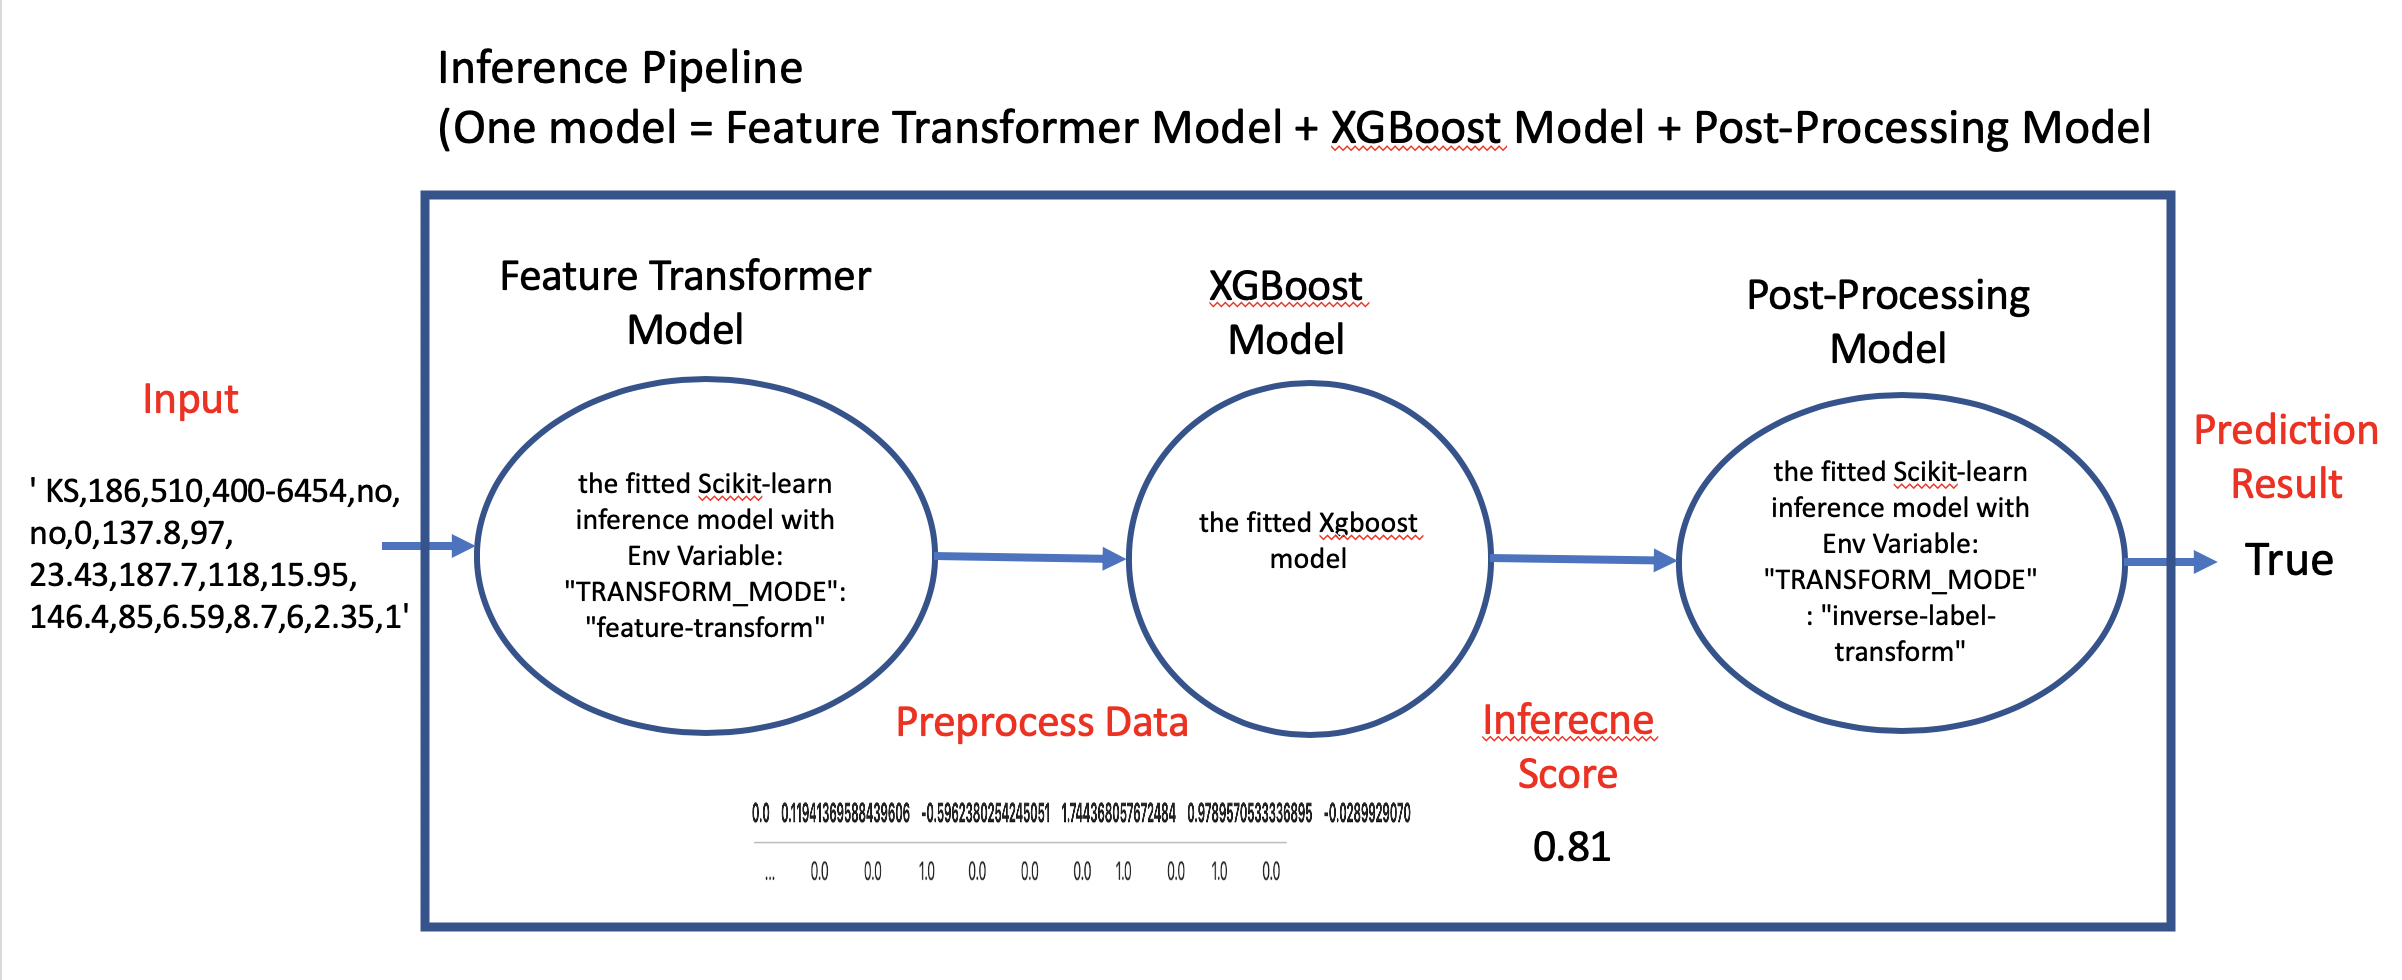 Inference Pipeline
(One model = Feature Transformer Model + XGBoost Model + Post-Processing Model
Feature Transformer
Model
XGBoost
Model
Post-Processing
Model
Input
' KS,186,510,400-6454,no,
no,0,137.8,97,
23.43,187.7,118,15.95,
146.4,85,6.59,8.7,6,2.35,1'
the fitted Scikit-learn
inference model with
Env Variable:
"TRANSFORM_MODE":
"feature-transform"
the fitted Xgboost
model
the fitted Scikit-learn
inference model with
Env Variable:
"TRANSFORM_MODE"
: "inverse-label-
transform"
Prediction
Result
True
Preprocess Data
0.0 0.11941369588439606 -0.5962380254245051 1.744368057672484 0.9789570533336895 -0.0289929070
... 0.0 0.0 1.0 0.0 0.0 0.0 1.0 0.0 1.0 0.0
Inferecne
Score
0.81